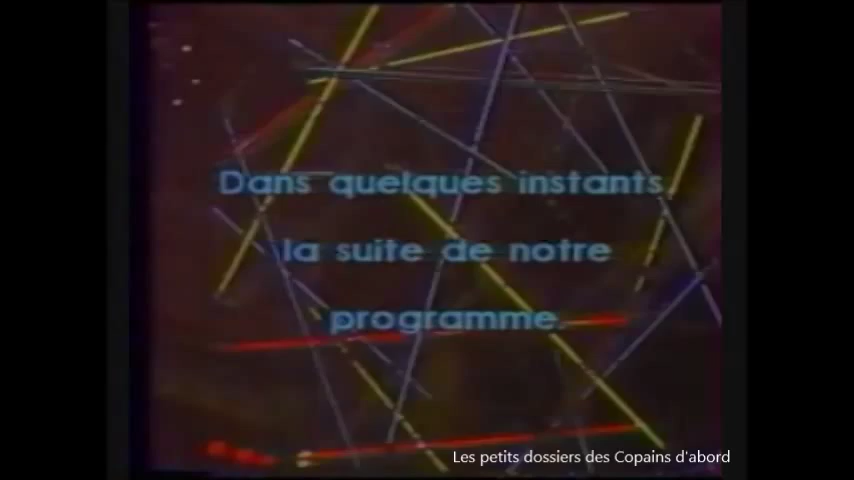 Dans quelques instants
la suite de notre
programme.
Les petits dossiers des Copains d'abord